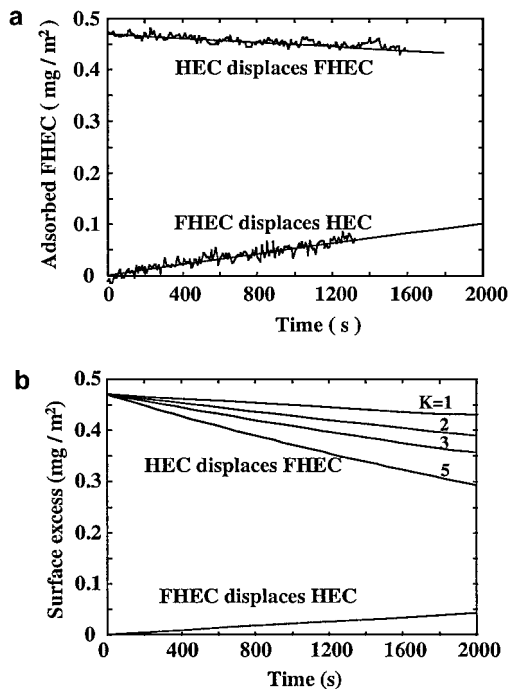 a
Adsorbed FHEC ( mg / m²)
0.5
0.4
0.3
0.2
0.1
0
HEC displaces FHEC
FHEC displaces HEC
0 400 800 1200 1600 2000
Time ( s )
b
Surface excess (mg / m²)
0.5
0.4
0.3
0.2
0.1
0
K=1
2
3
5
HEC displaces FHEC
FHEC displaces HEC
0 400 800 1200 1600 2000
Time (s)